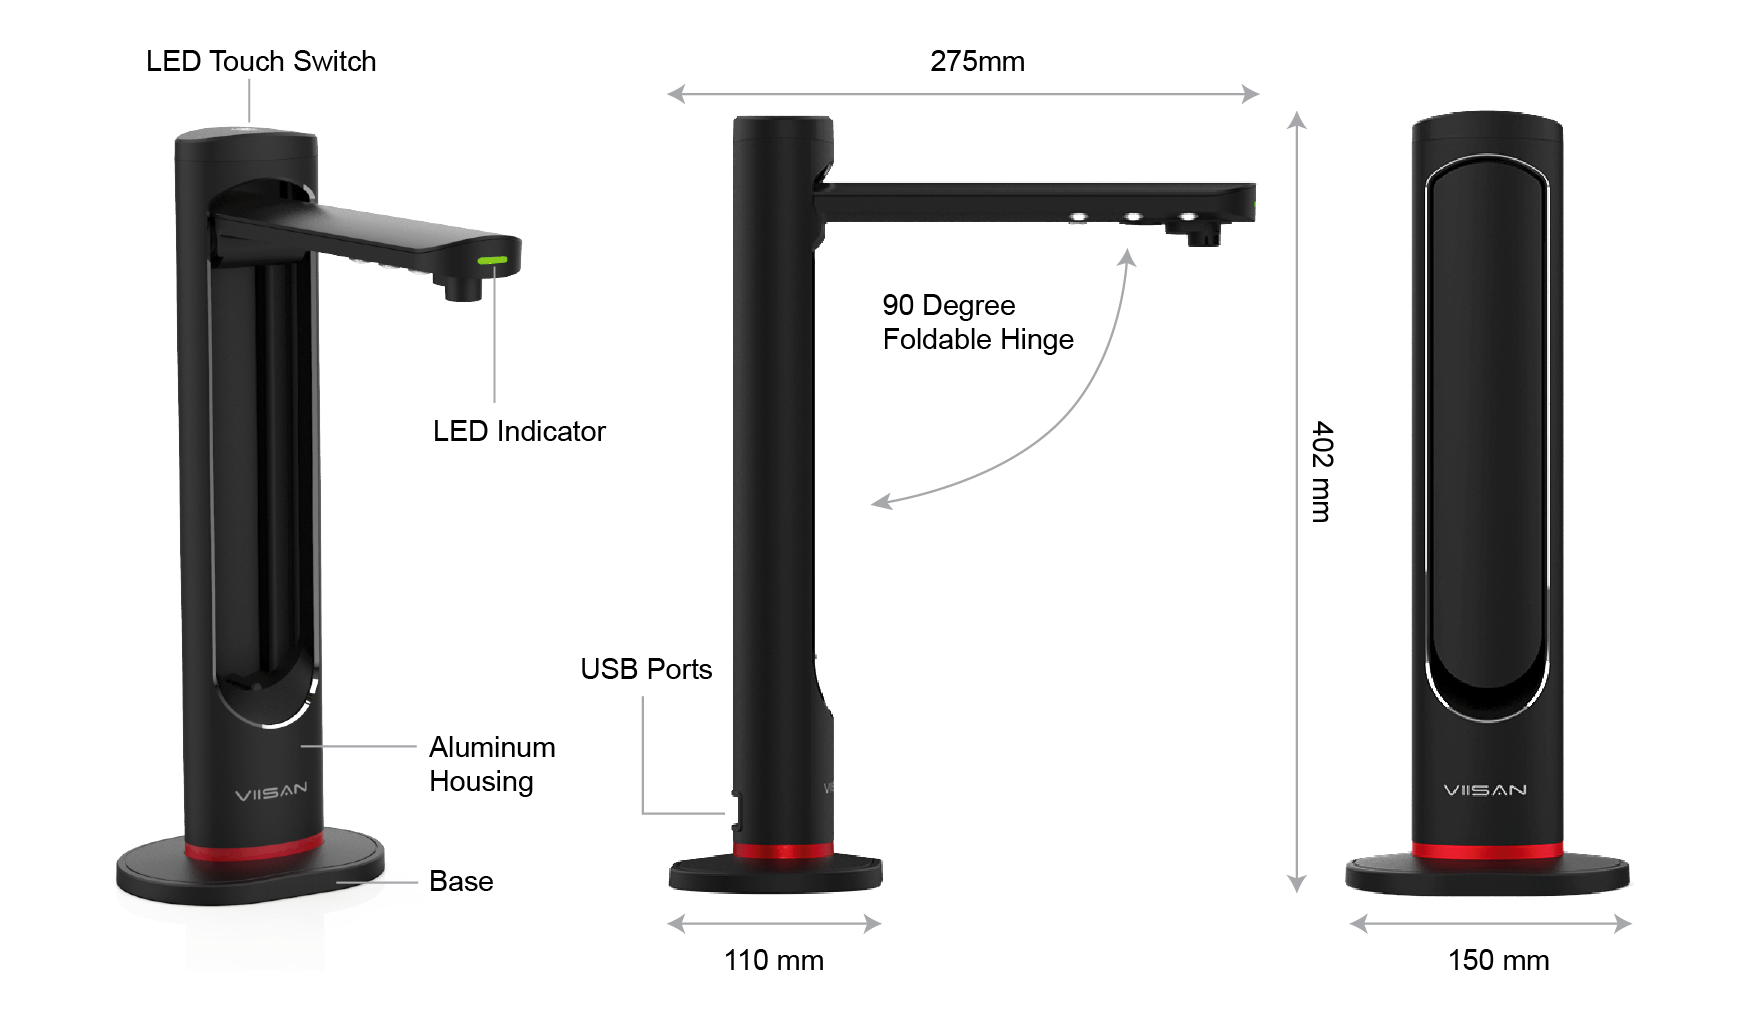 LED Touch Switch
275mm
LED Indicator
90 Degree
Foldable Hinge
402 mm
USB Ports
Aluminum
Housing
VIISAN
VIISAN
Base
110 mm
150 mm